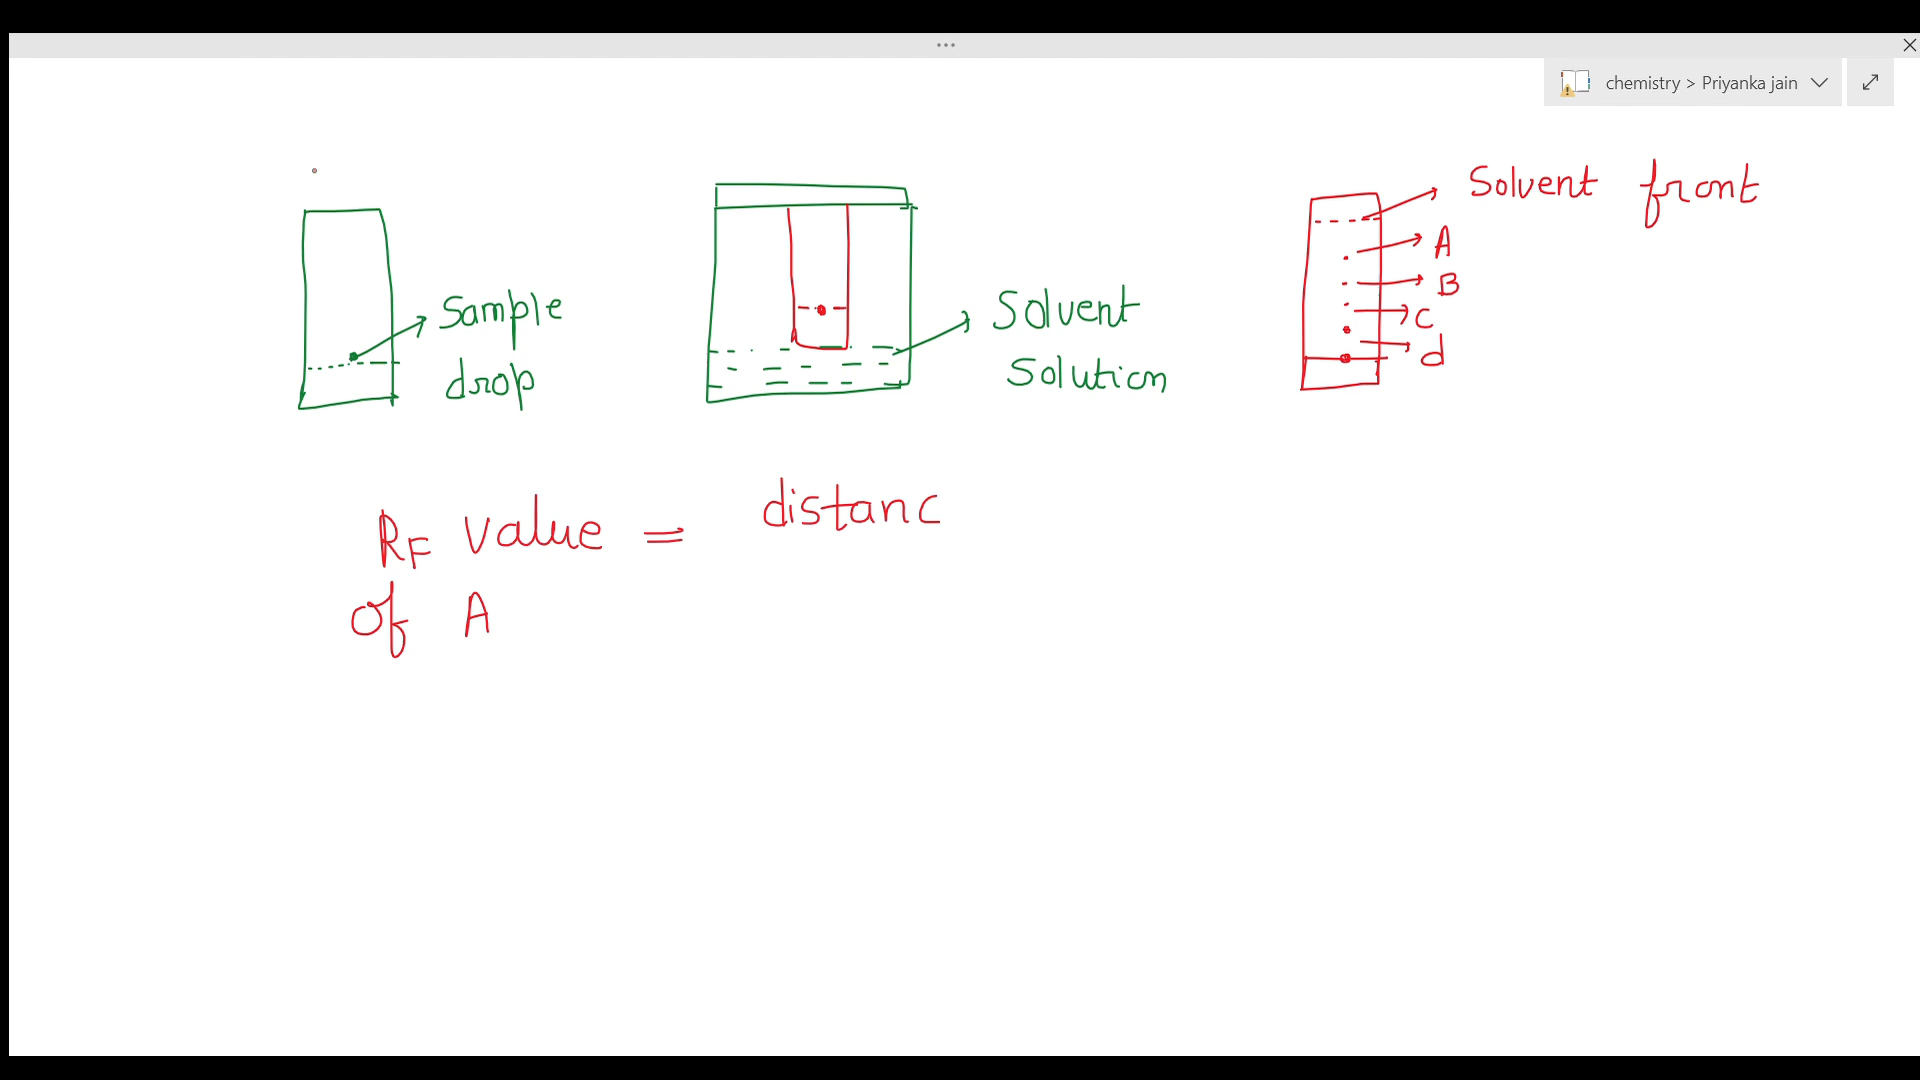 chemistry > Priyanka jain
Solvent front
A
B
C
d
Sample
drop
Solvent
Solution
RF value = distanc
of A